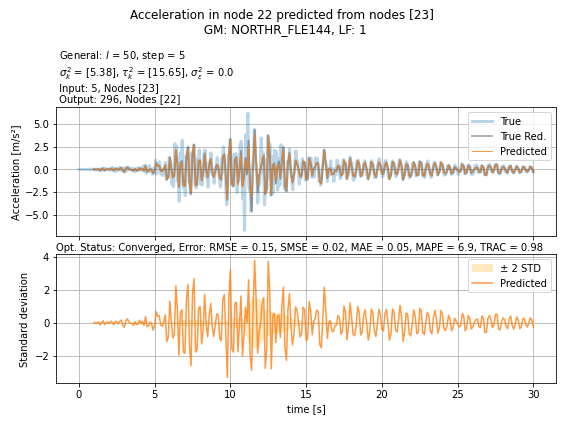 Acceleration in node 22 predicted from nodes [23]
GM: NORTHR_FLE144, LF: 1
General: l = 50, step = 5
σ²ₖ = [5.38], τ²ₖ = [15.65], σ²ε = 0.0
Input: 5, Nodes [23]
Output: 296, Nodes [22]
Acceleration [m/s²]
5.0
2.5
0.0
−2.5
−5.0
True
True Red.
Predicted
Opt. Status: Converged, Error: RMSE = 0.15, SMSE = 0.02, MAE = 0.05, MAPE = 6.9, TRAC = 0.98
Standard deviation
4
2
0
−2
± 2 STD
Predicted
0 5 10 15 20 25 30
time [s]